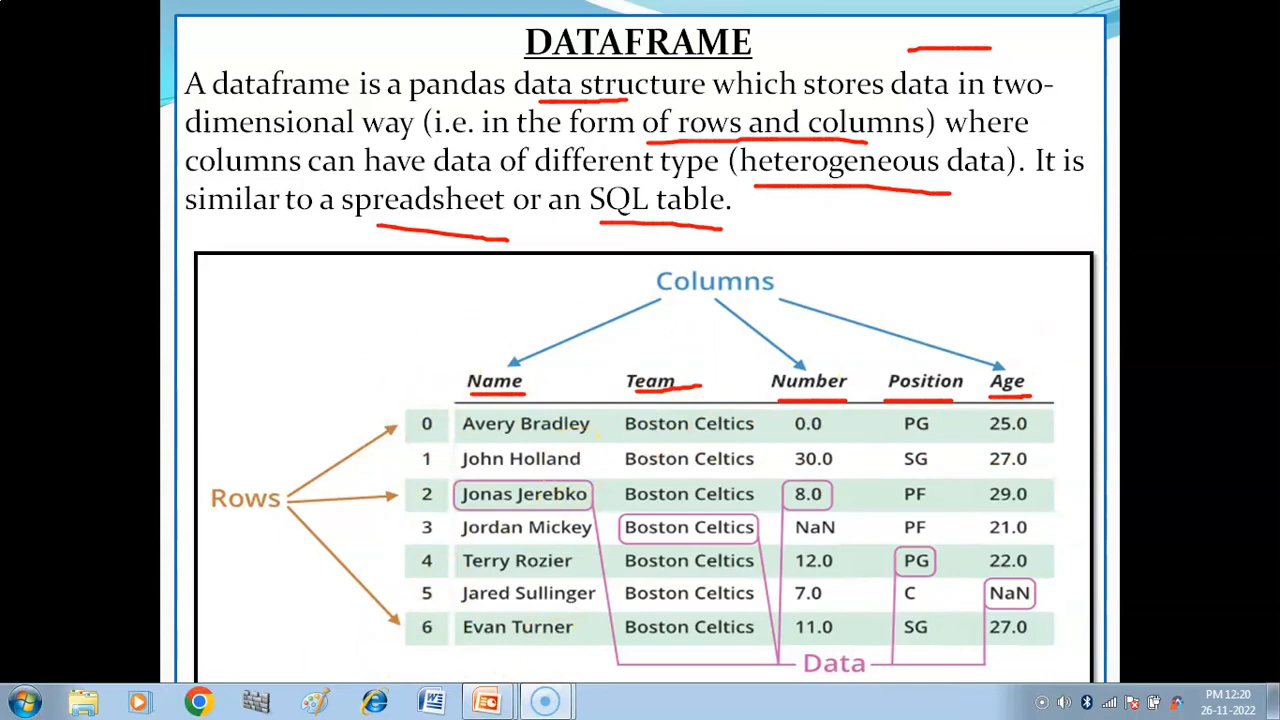 DATAFRAME
A dataframe is a pandas data structure which stores data in two-
dimensional way (i.e. in the form of rows and columns) where
columns can have data of different type (heterogeneous data). It is
similar to a spreadsheet or an SQL table.
Columns
Name Team Number Position Age
0 Avery Bradley Boston Celtics 0.0 PG 25.0
1 John Holland Boston Celtics 30.0 SG 27.0
Rows
2 Jonas Jerebko Boston Celtics 8.0 PF 29.0
3 Jordan Mickey Boston Celtics NaN PF 21.0
4 Terry Rozier Boston Celtics 12.0 PG 22.0
5 Jared Sullinger Boston Celtics 7.0 C NaN
6 Evan Turner Boston Celtics 11.0 SG 27.0
Data
PM 12:20
26-11-2022